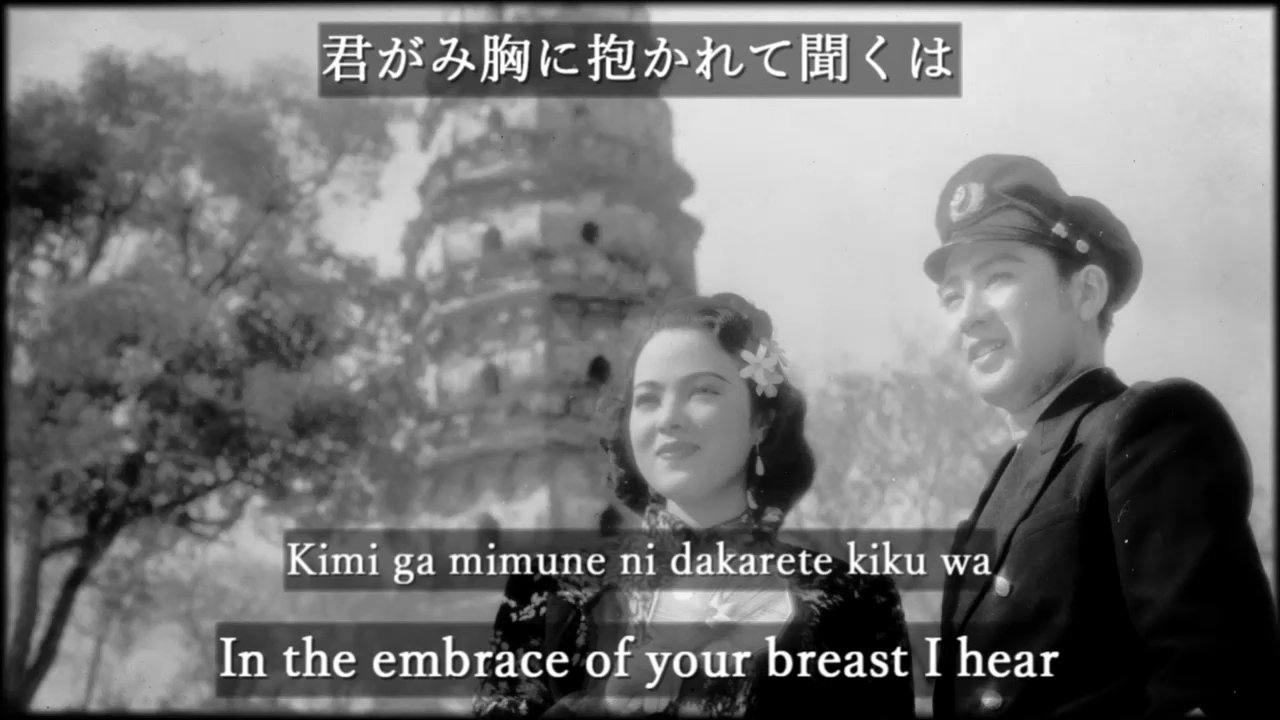 君がみ胸に抱かれて聞くは
Kimi ga mimune ni dakarete kiku wa
In the embrace of your breast I hear